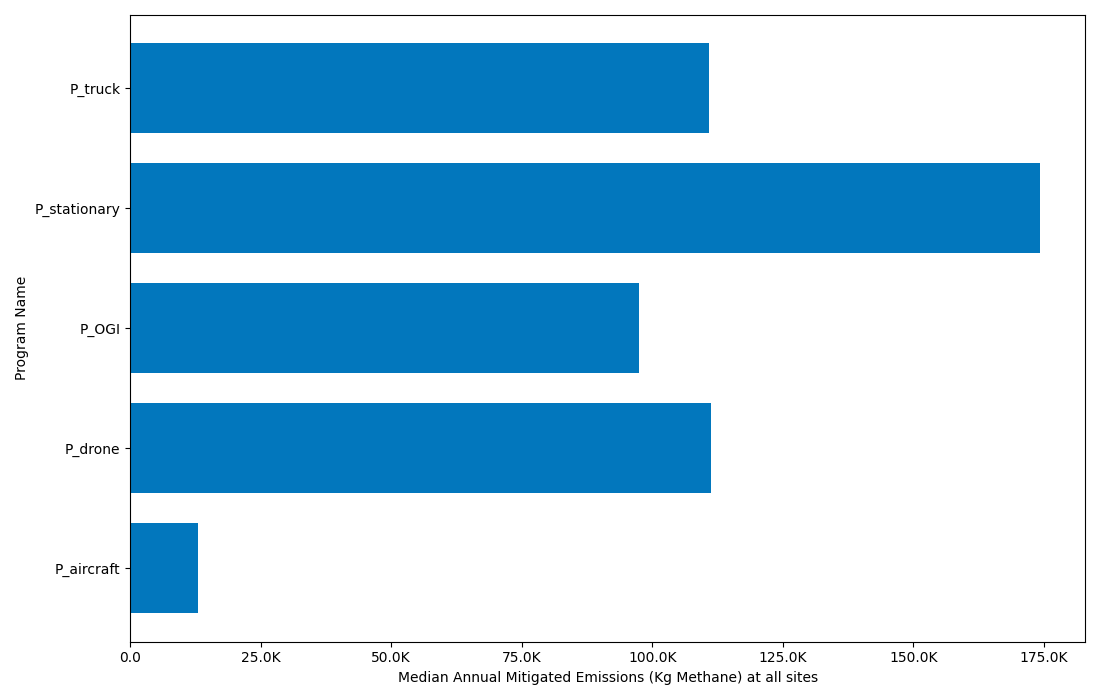 P_truck
P_stationary
P_OGI
P_drone
P_aircraft
Program Name
0.0 25.0K 50.0K 75.0K 100.0K 125.0K 150.0K 175.0K
Median Annual Mitigated Emissions (Kg Methane) at all sites